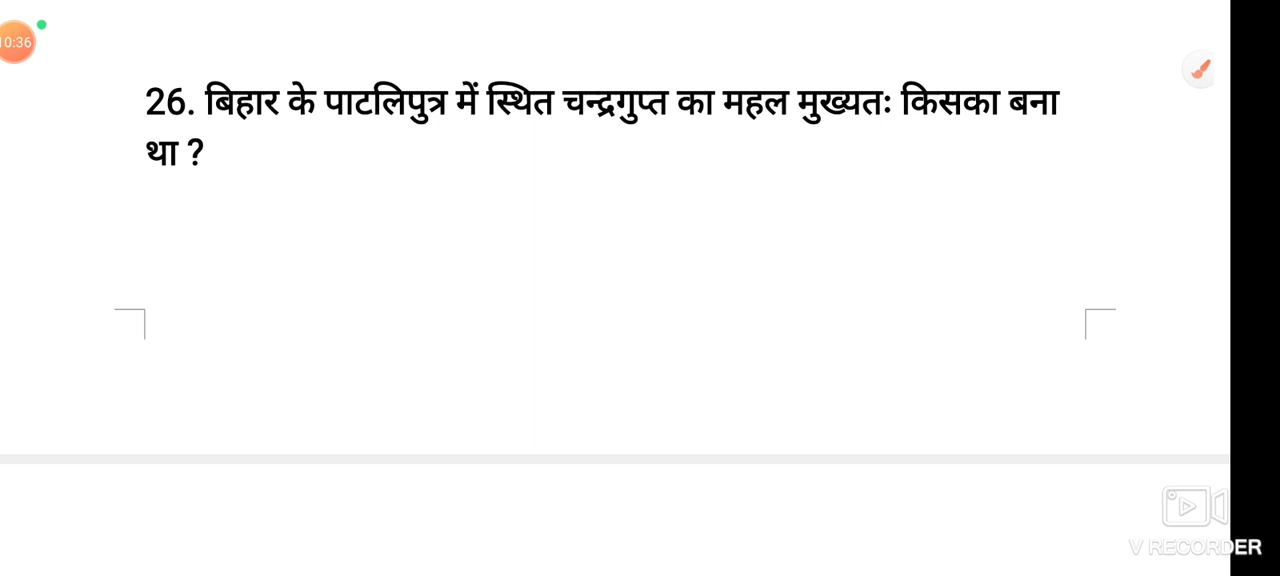 10:36
26. बिहार के पाटलिपुत्र में स्थित चन्द्रगुप्त का महल मुख्यतः किसका बना
था ?
V RECORDER